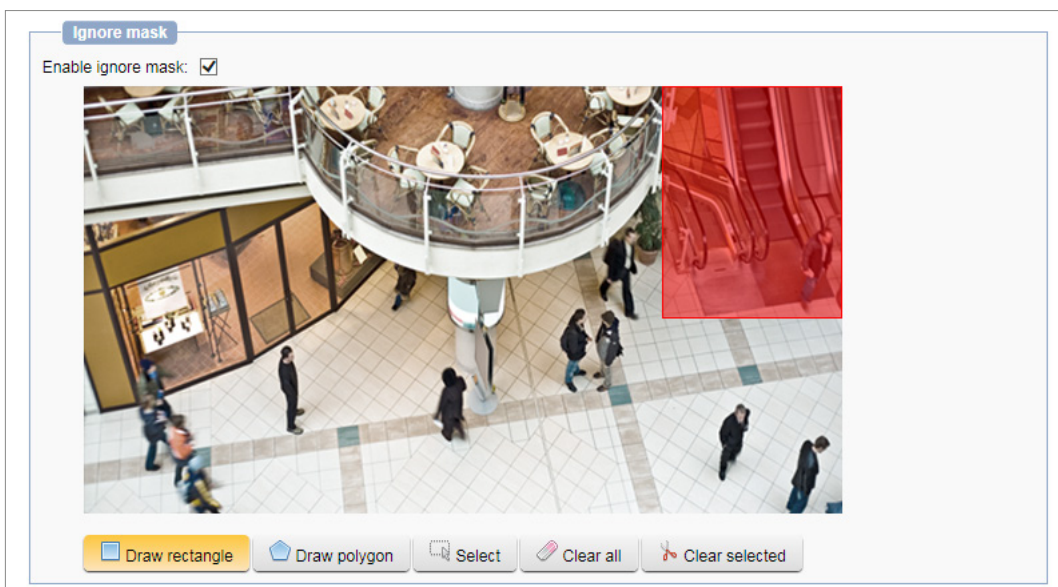 Ignore mask
Enable ignore mask:
Draw rectangle Draw polygon Select Clear all Clear selected